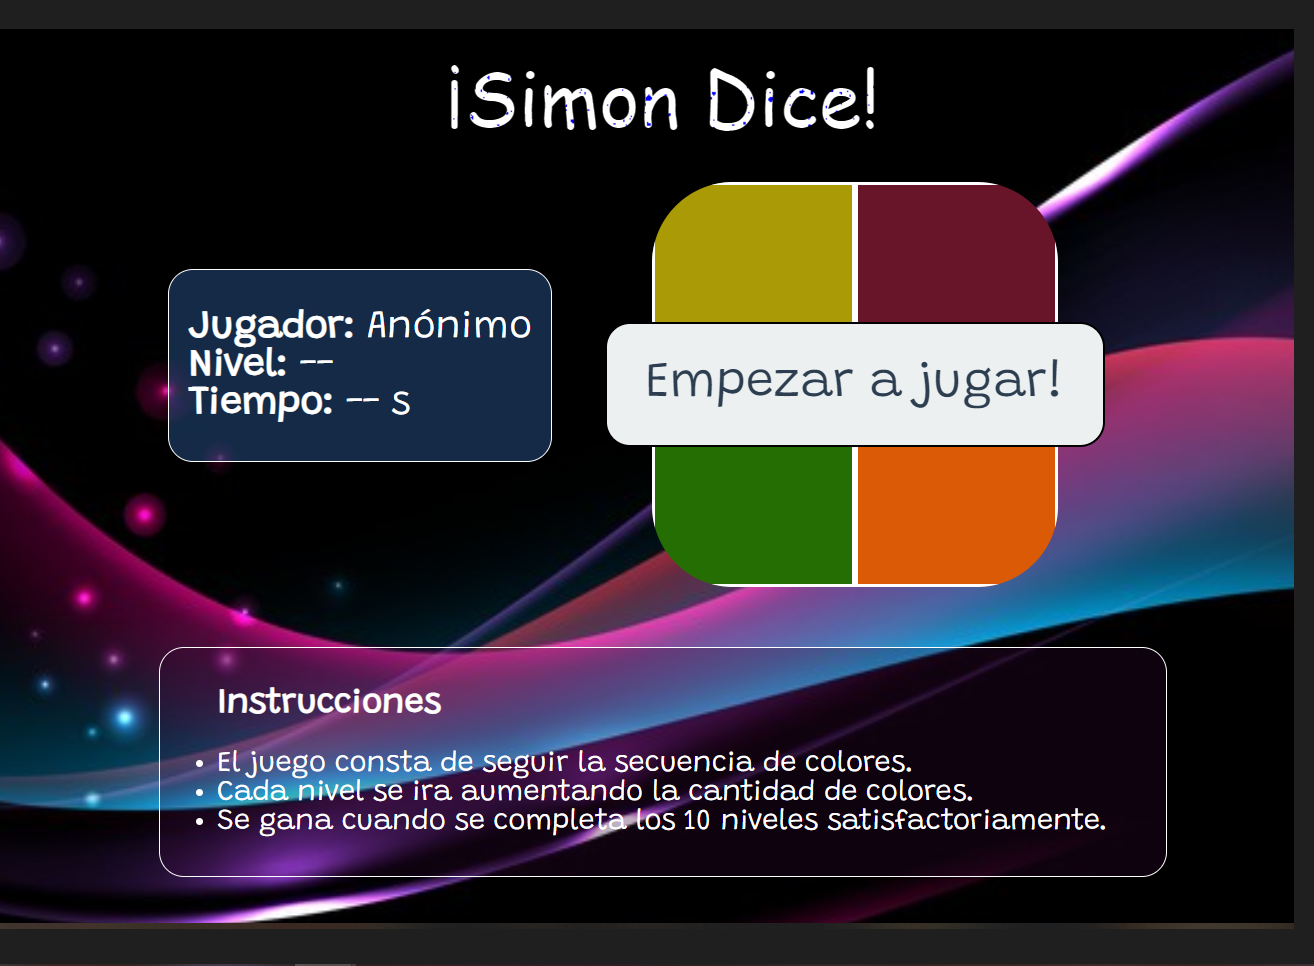 ¡Simon Dice!
Jugador: Anónimo
Nivel: --
Tiempo: -- s
Empezar a jugar!
Instrucciones
• El juego consta de seguir la secuencia de colores.
• Cada nivel se ira aumentando la cantidad de colores.
• Se gana cuando se completa los 10 niveles satisfactoriamente.